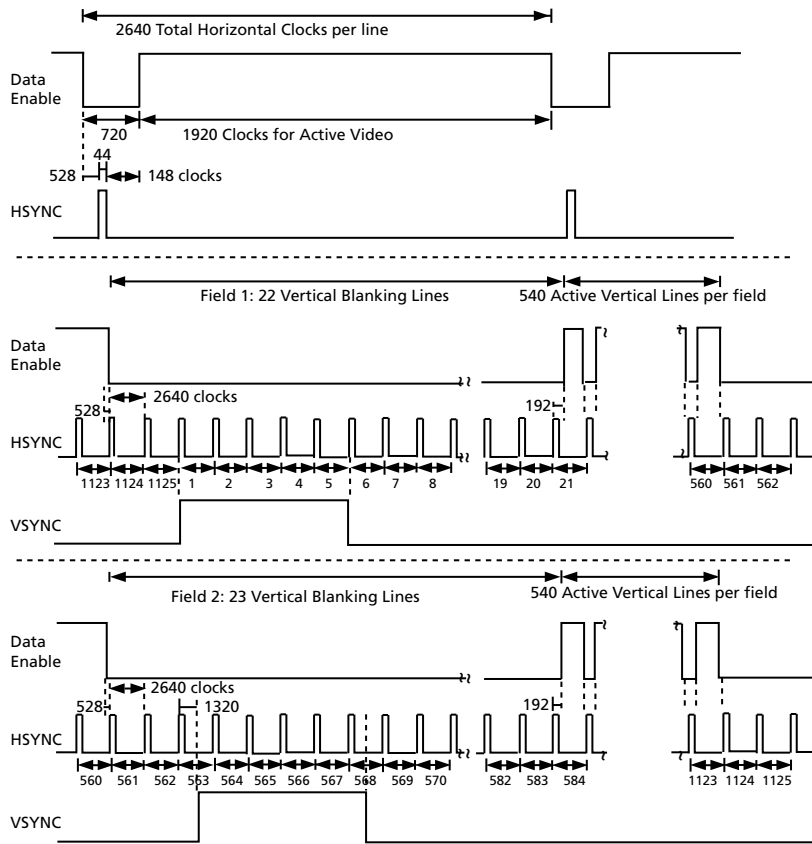 2640 Total Horizontal Clocks per line
Data
Enable
720
1920 Clocks for Active Video
44
528
148 clocks
HSYNC
Field 1: 22 Vertical Blanking Lines
540 Active Vertical Lines per field
Data
Enable
2640 clocks
528
192
HSYNC
1123 1124 1125 1 2 3 4 5 6 7 8 19 20 21 560 561 562
VSYNC
Field 2: 23 Vertical Blanking Lines
540 Active Vertical Lines per field
Data
Enable
2640 clocks
528
1320
192
HSYNC
560 561 562 563 564 565 566 567 568 569 570 582 583 584 1123 1124 1125
VSYNC